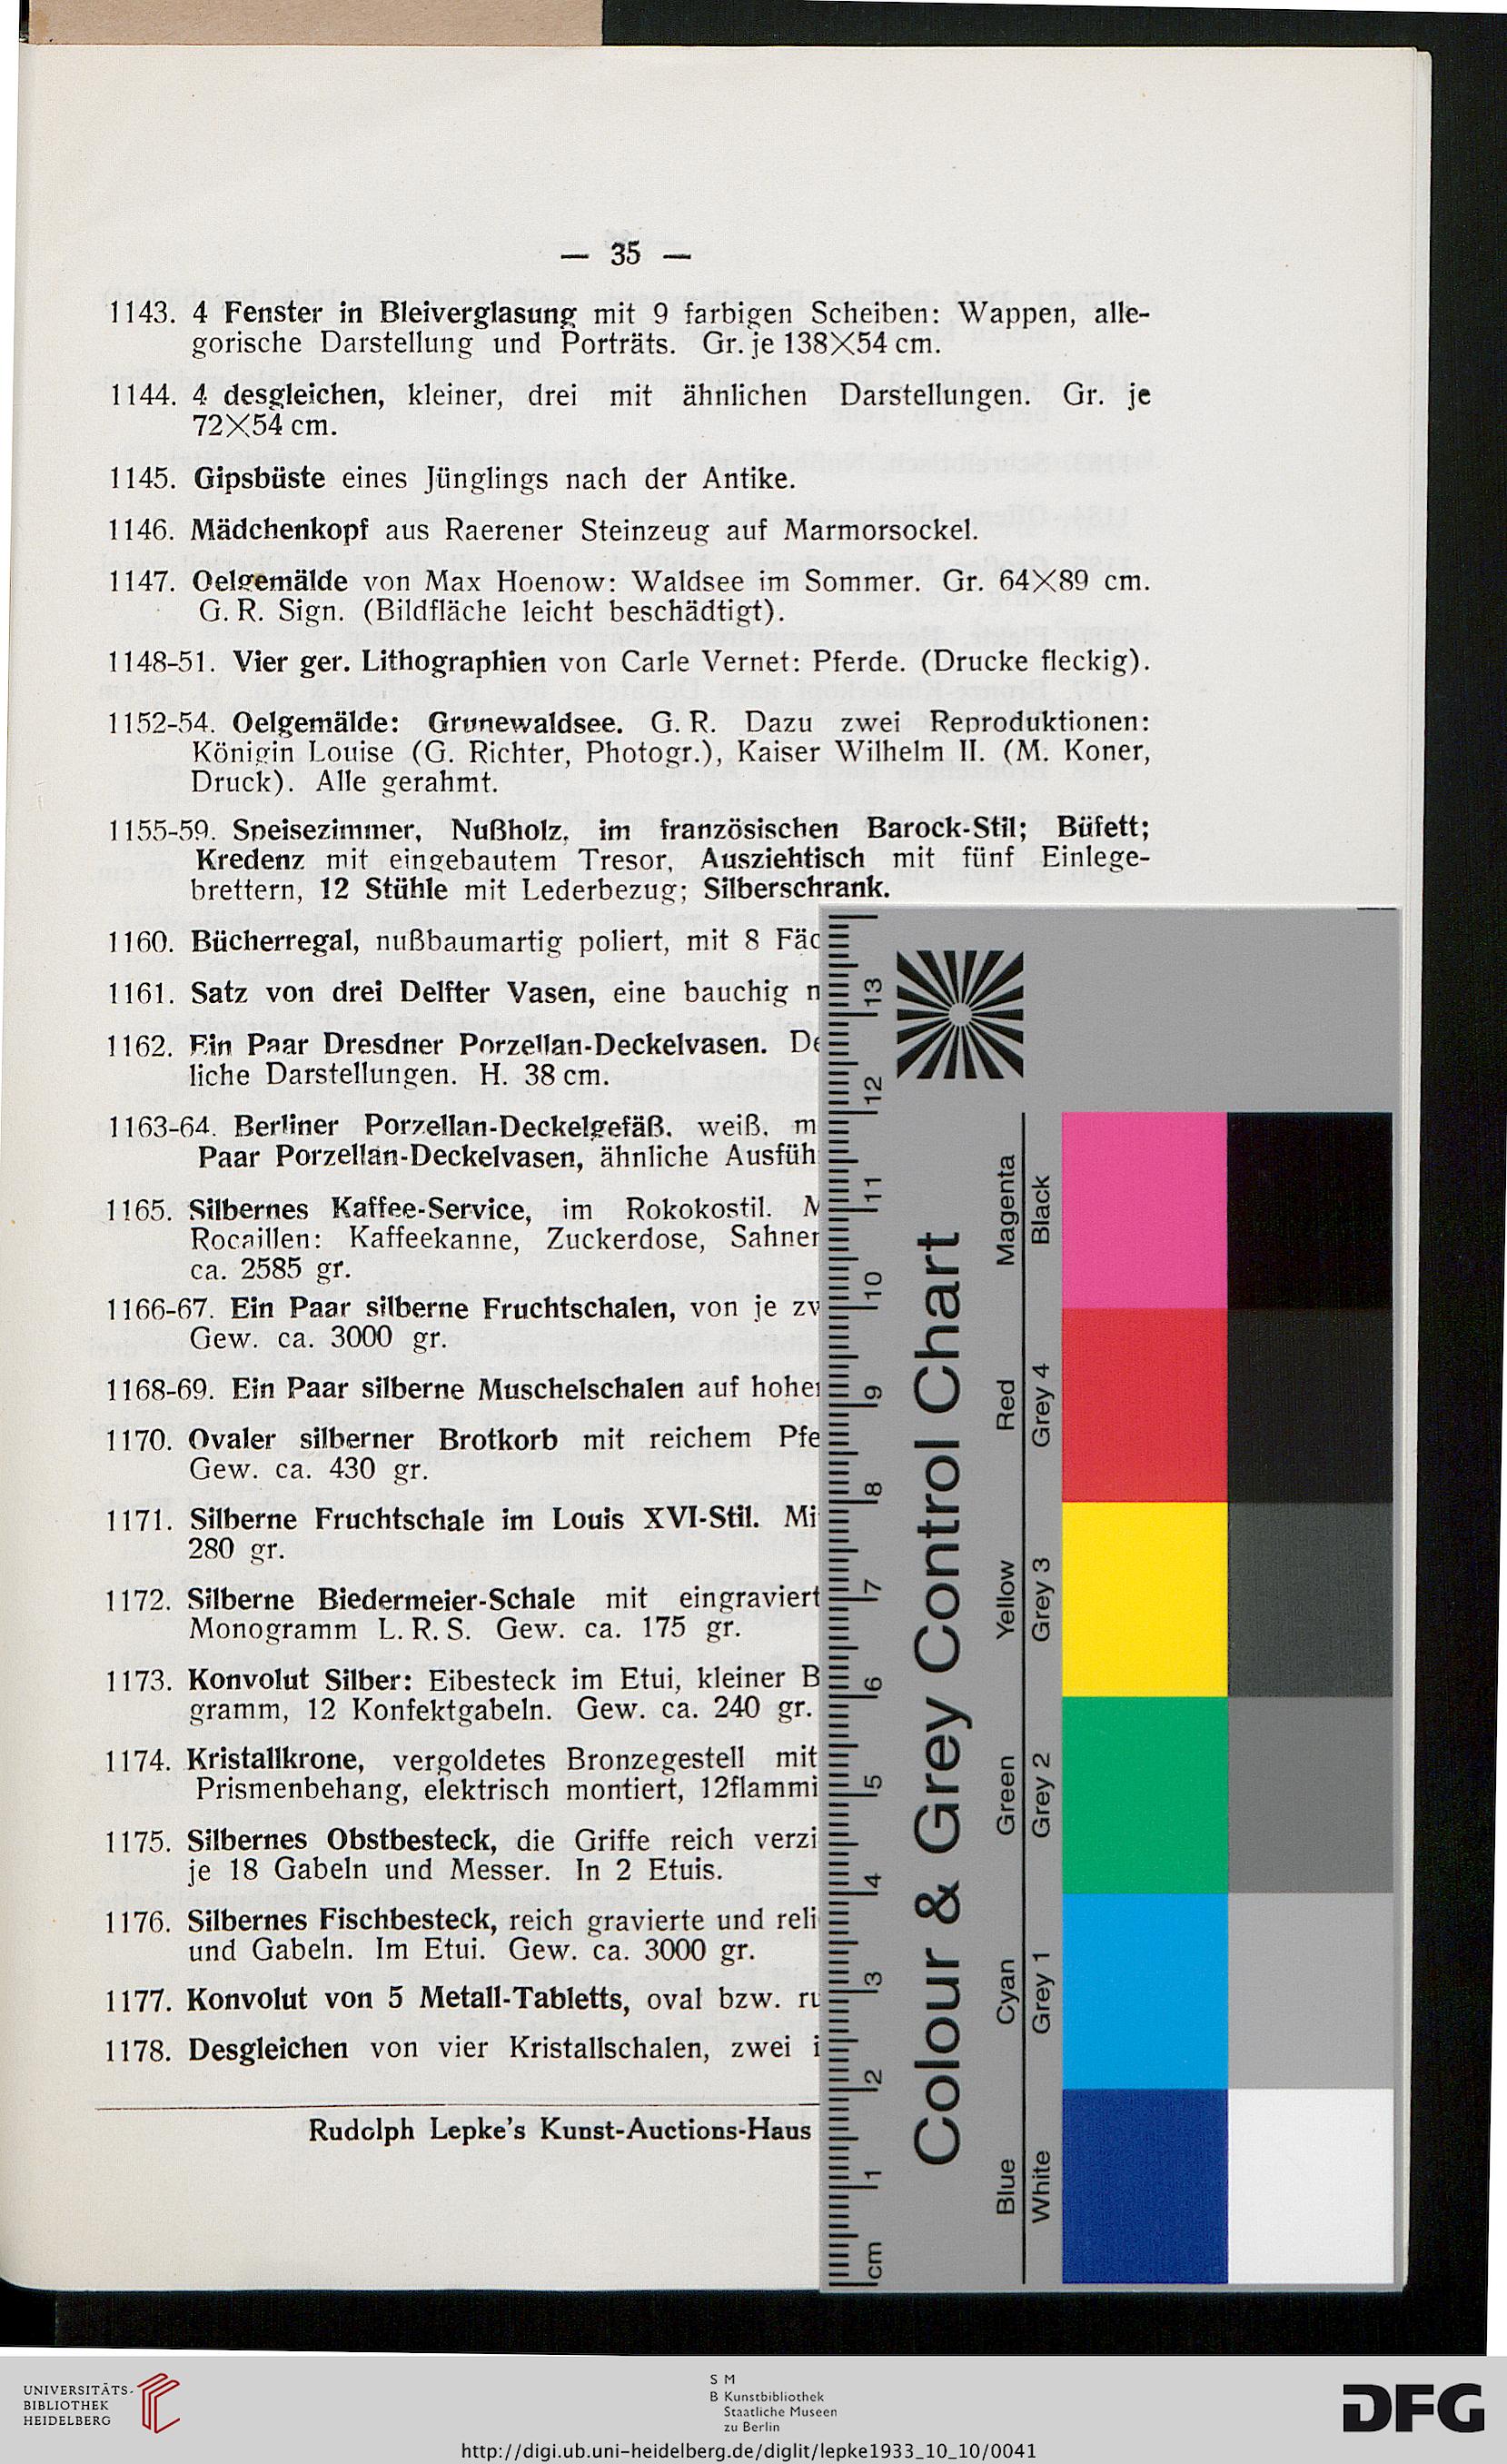 — 35 —
1143. 4 Fenster in Bleiverglasung mit 9 farbigen Scheiben: Wappen, alle-
gorische Darstellung und Porträts. Gr. je 138×54 cm.
1144. 4 desgleichen, kleiner, drei mit ähnlichen Darstellungen. Gr. je
72×54 cm.
1145. Gipsbüste eines Jünglings nach der Antike.
1146. Mädchenkopf aus Raerener Steinzeug auf Marmorsockel.
1147. Oelgemälde von Max Hoenow: Waldsee im Sommer. Gr. 64×89 cm.
G. R. Sign. (Bildfläche leicht beschädtigt).
1148-51. Vier ger. Lithographien von Carle Vernet: Pferde. (Drucke fleckig).
1152-54. Oelgemälde: Grunewaldsee. G. R. Dazu zwei Reproduktionen:
Königin Louise (G. Richter, Photogr.), Kaiser Wilhelm II. (M. Koner,
Druck). Alle gerahmt.
1155-59. Speisezimmer, Nußholz, im französischen Barock-Stil; Büfett;
Kredenz mit eingebautem Tresor, Ausziehtisch mit fünf Einlege-
brettern, 12 Stühle mit Lederbezug; Silberschrank.
1160. Bücherregal, nußbaumartig poliert, mit 8
1161. Satz von drei Delfter Vasen, eine bauchig
1162. Ein Paar Dresdner Porzellan-Deckelvasen.
liche Darstellungen. H. 38 cm.
1163-64. Berliner Porzellan-Deckelgefäß, weiß,
Paar Porzellan-Deckelvasen, ähnliche Ausfüh
1165. Silbernes Kaffee-Service, im Rokokostil.
Rocaillen: Kaffeekanne, Zuckerdose, Sahner
ca. 2585 gr.
1166-67. Ein Paar silberne Fruchtschalen, von je
Gew. ca. 3000 gr.
1168-69. Ein Paar silberne Muschelschalen auf
1170. Ovaler silberner Brotkorb mit reichem Pfe
Gew. ca. 430 gr.
1171. Silberne Fruchtschale im Louis XVI-Stil. Mi
280 gr.
1172. Silberne Biedermeier-Schale mit eingraviert
Monogramm L. R. S. Gew. ca. 175 gr.
1173. Konvolut Silber: Eibesteck im Etui, kleiner B
gramm, 12 Konfektgabeln. Gew. ca. 240 gr.
1174. Kristallkrone, vergoldetes Bronzegestell mit
Prismenbehang, elektrisch montiert, 12flammi
1175. Silbernes Obstbesteck, die Griffe reich verzi
je 18 Gabeln und Messer. In 2 Etuis.
1176. Silbernes Fischbesteck, reich gravierte und reli
und Gabeln. Im Etui. Gew. ca. 3000 gr.
1177. Konvolut von 5 Metall-Tabletts, oval bzw.
1178. Desgleichen von vier Kristallschalen, zwei
Rudolph Lepke's Kunst-Auctions-Haus
Colour & Grey Control Chart
Blue Cyan Green Yellow Red Magenta
White Grey 1 Grey 2 Grey 3 Grey 4 Black
cm 1 2 3 4 5 6 7 8 9 10 11 12 13
UNIVERSITÄTS-
BIBLIOTHEK
HEIDELBERG
S M
B Kunstbibliothek
Staatliche Museen
zu Berlin
DFG
http://digi.ub.uni-heidelberg.de/diglit/lepke1933_10_10/0041